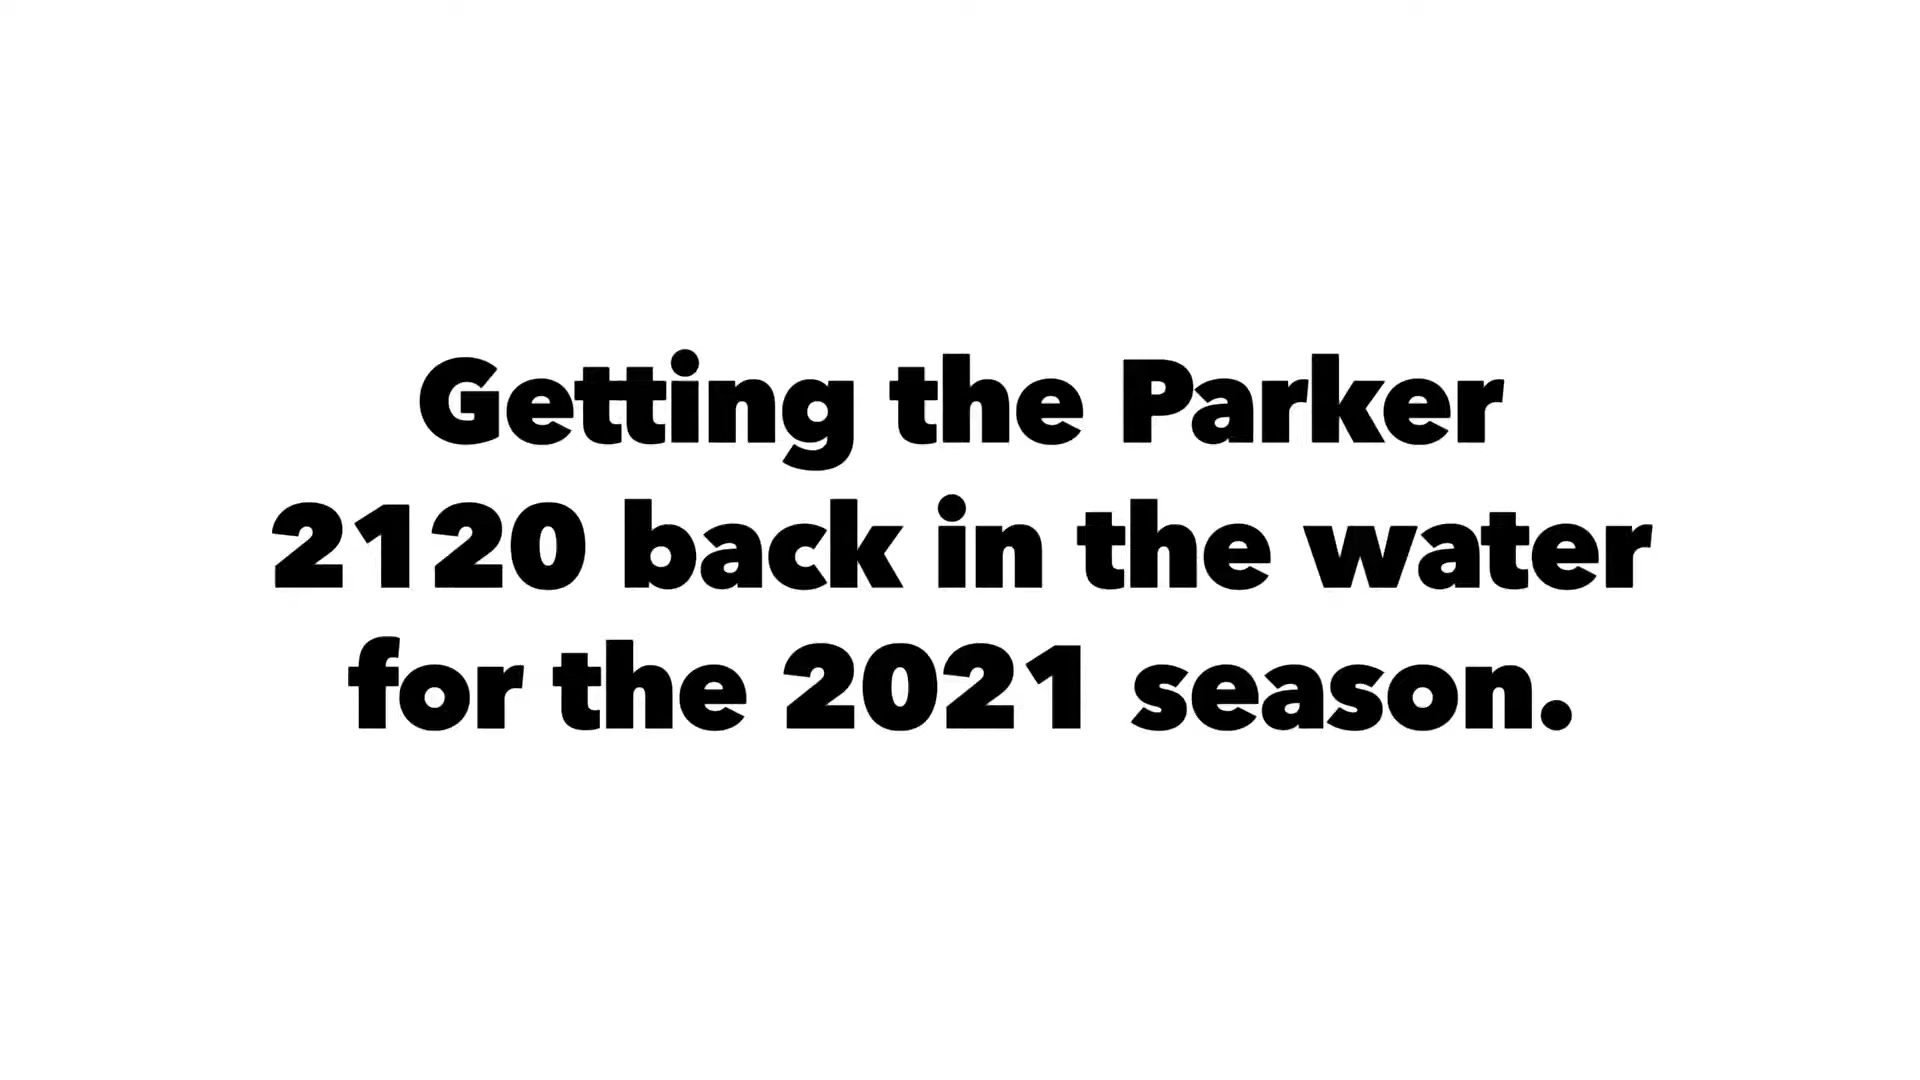 Getting the Parker
2120 back in the water
for the 2021 season.